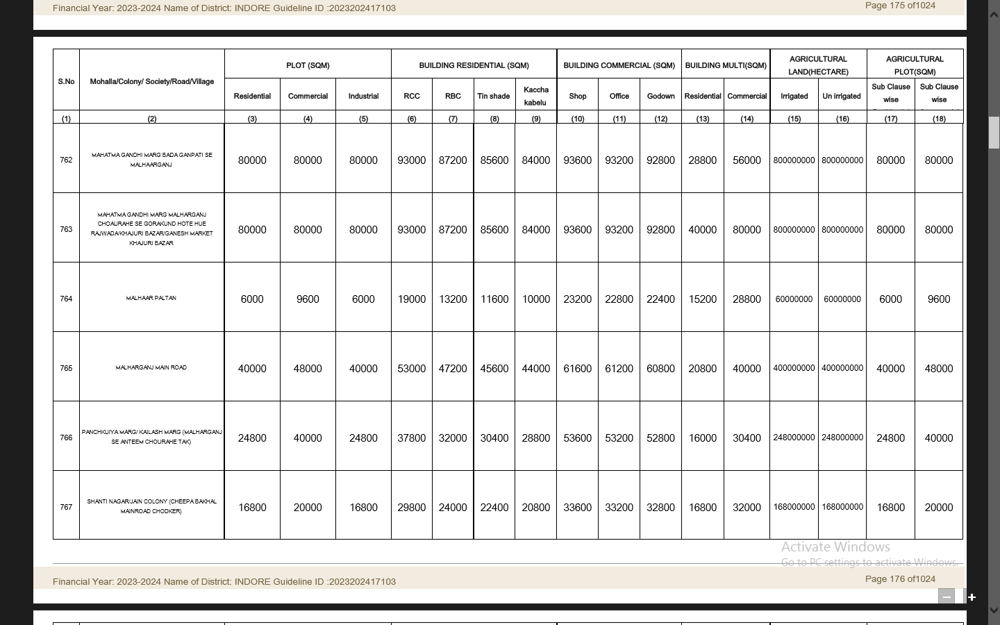 Financial Year: 2023-2024 Name of District: INDORE Guideline ID :2023202417103 Page 175 of1024
S.No Mohalla/Colony/ Society/Road/Village PLOT (SQM) BUILDING RESIDENTIAL (SQM) BUILDING COMMERCIAL (SQM) BUILDING MULTI(SQM) AGRICULTURAL LAND(HECTARE) AGRICULTURAL PLOT(SQM)
Residential Commercial Industrial RCC RBC Tin shade Kaccha kabelu Shop Office Godown Residential Commercial Irrigated Un irrigated Sub Clause wise Sub Clause wise
(1) (2) (3) (4) (5) (6) (7) (8) (9) (10) (11) (12) (13) (14) (15) (16) (17) (18)
762 MAHATMA GANDHI MARG BADA GANPATI SE MALHAARGANJ 80000 80000 80000 93000 87200 85600 84000 93600 93200 92800 28800 56000 800000000 800000000 80000 80000
763 MAHATMA GANDHI MARG MALHARGANJ CHOAURAHE SE GORAKUND HOTE HUE RAJWADA/KHAJURI BAZAR/GANESH MARKET KHAJURI BAZAR 80000 80000 80000 93000 87200 85600 84000 93600 93200 92800 40000 80000 800000000 800000000 80000 80000
764 MALHAAR PALTAN 6000 9600 6000 19000 13200 11600 10000 23200 22800 22400 15200 28800 60000000 60000000 6000 9600
765 MALHARGANJ MAIN ROAD 40000 48000 40000 53000 47200 45600 44000 61600 61200 60800 20800 40000 400000000 400000000 40000 48000
766 PANCHKUIYA MARG/ KAILASH MARG (MALHARGANJ SE ANTEEM CHOURAHE TAK) 24800 40000 24800 37800 32000 30400 28800 53600 53200 52800 16000 30400 248000000 248000000 24800 40000
767 SHANTI NAGAR/JAIN COLONY (CHEEPA BAKHAL MAINROAD CHODKER) 16800 20000 16800 29800 24000 22400 20800 33600 33200 32800 16800 32000 168000000 168000000 16800 20000
Activate Windows
Go to PC settings to activate Windows.
Financial Year: 2023-2024 Name of District: INDORE Guideline ID :2023202417103 Page 176 of1024